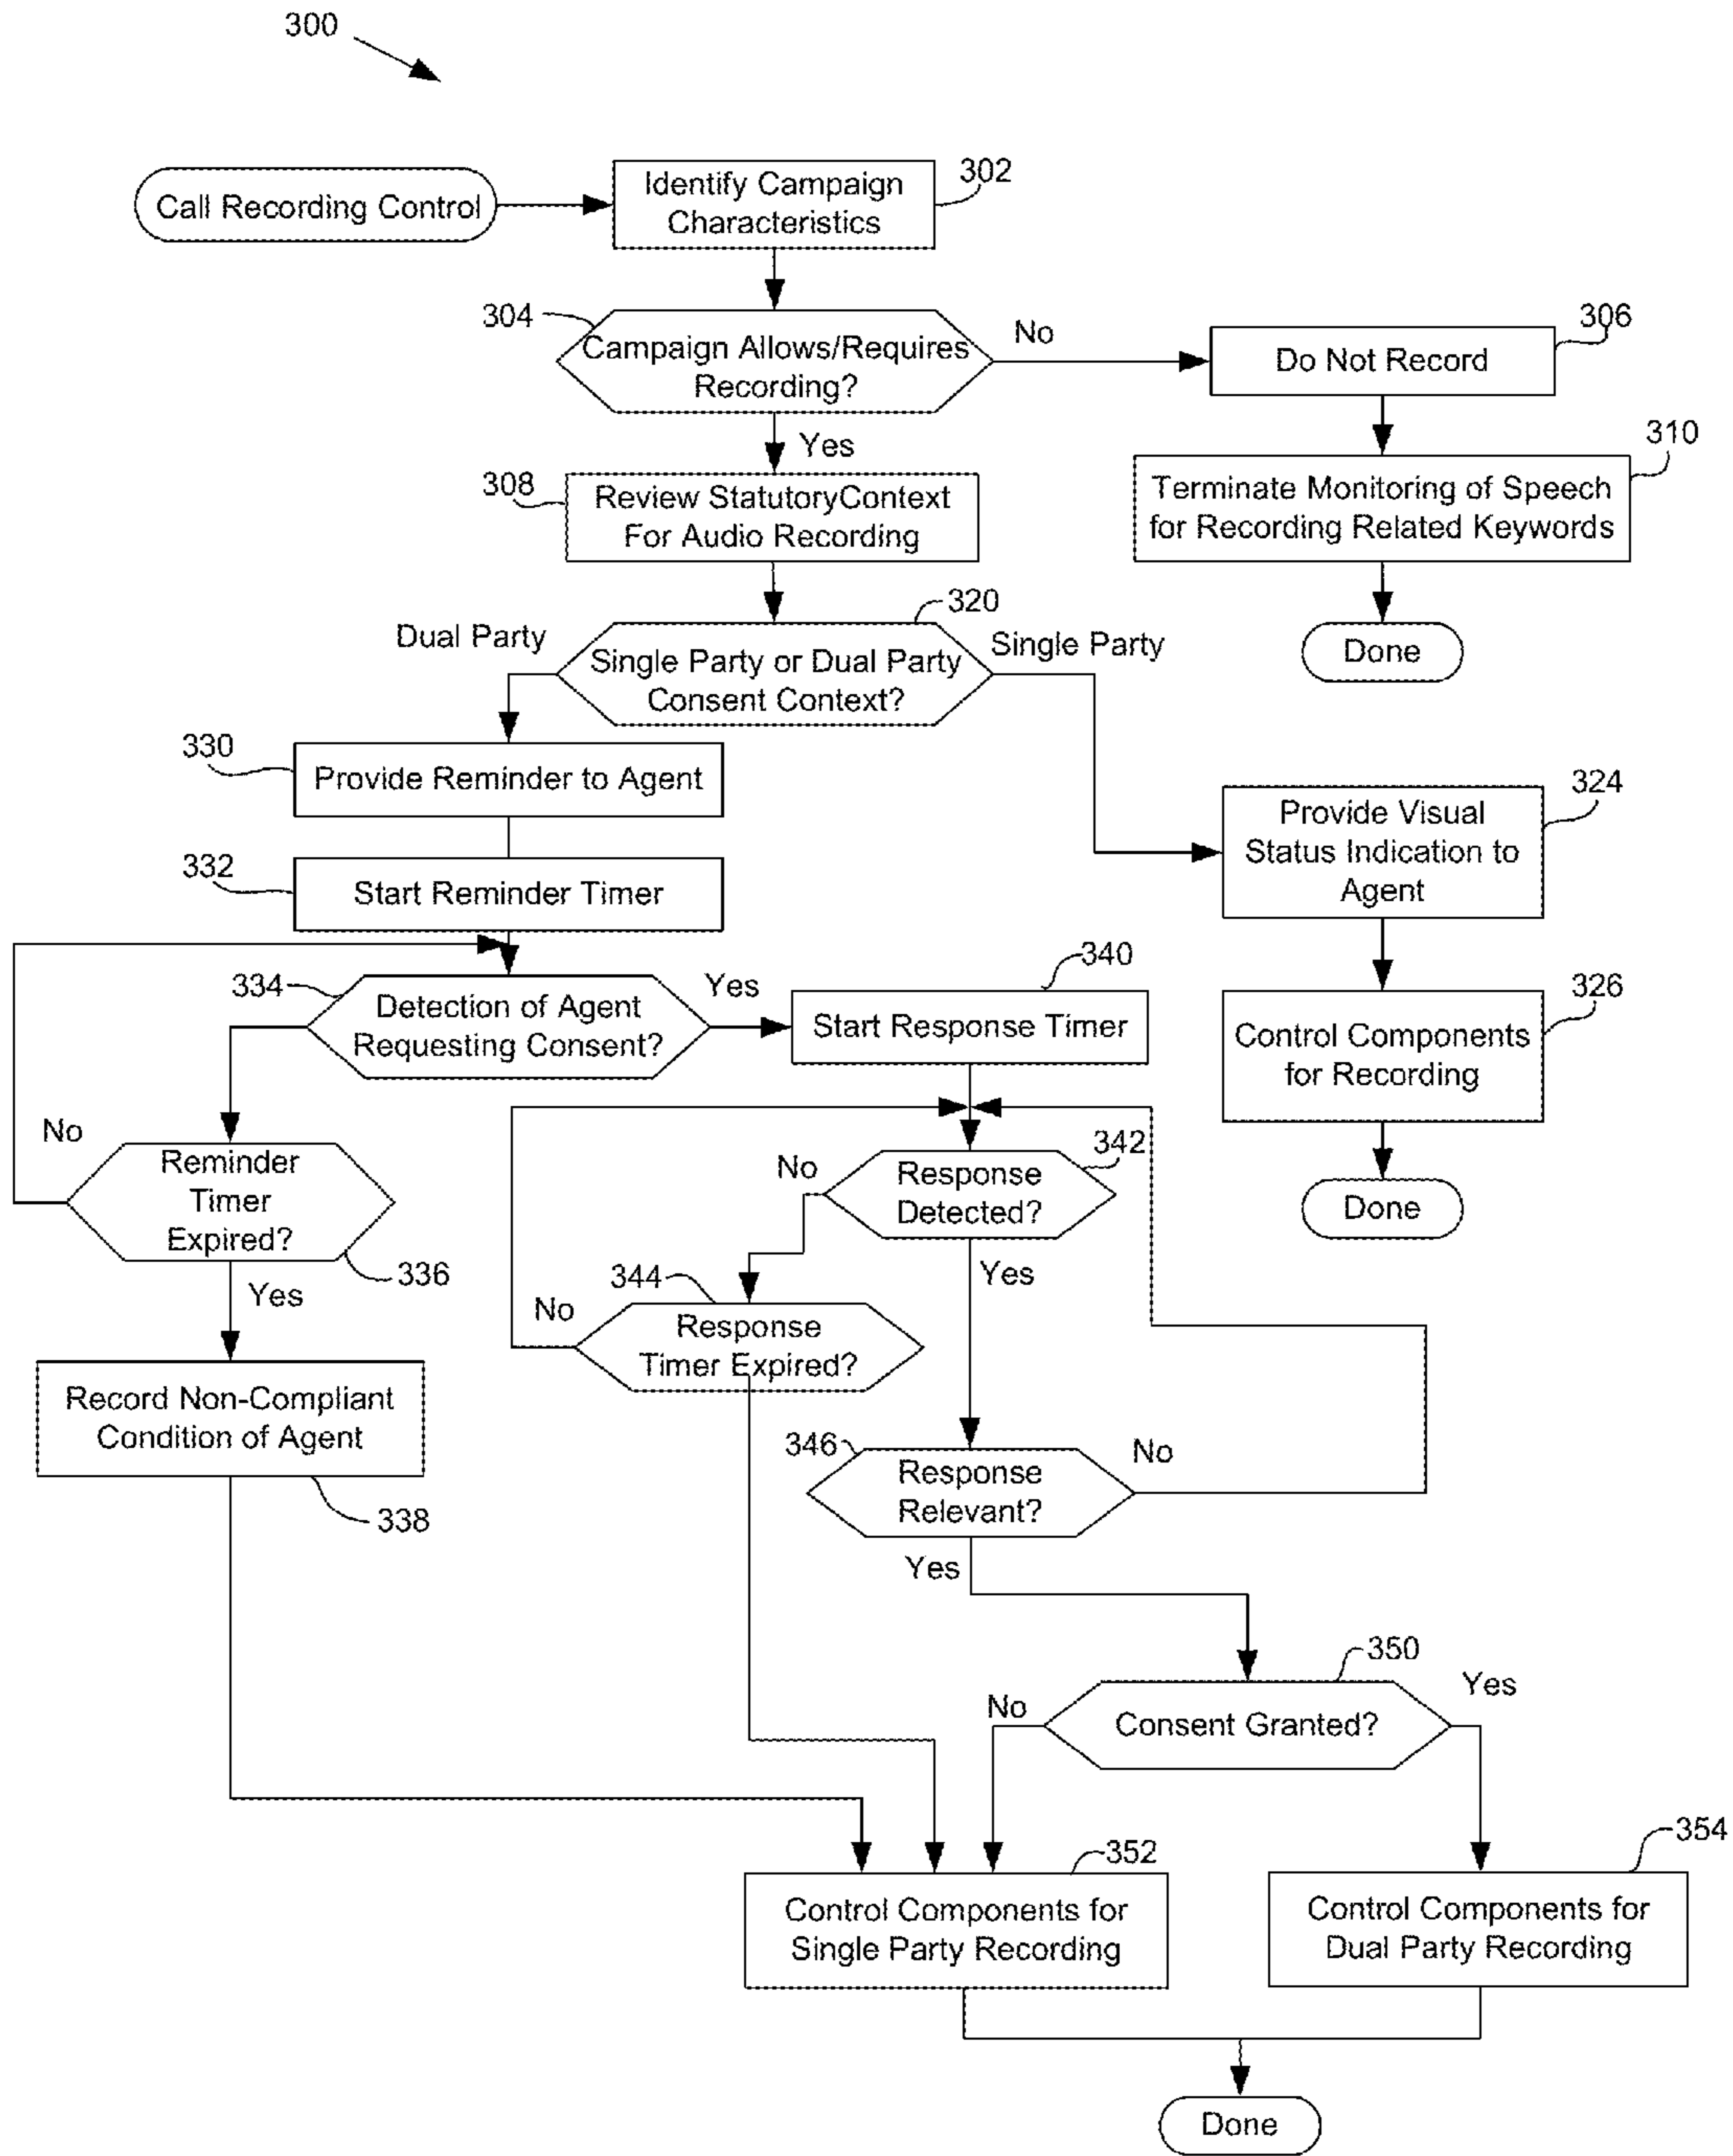 300
Call Recording Control
Identify Campaign
Characteristics
302
304
Campaign Allows/Requires
Recording?
No
306
Do Not Record
Yes
310
Terminate Monitoring of Speech
for Recording Related Keywords
308
Review StatutoryContext
For Audio Recording
Done
320
Dual Party
Single Party or Dual Party
Consent Context?
Single Party
330
Provide Reminder to Agent
324
Provide Visual
Status Indication to
Agent
332
Start Reminder Timer
334
Detection of Agent
Requesting Consent?
Yes
340
Start Response Timer
326
Control Components
for Recording
No
Reminder
Timer
Expired?
336
No
Response
Detected?
342
Done
Yes
Yes
344
No
Response
Timer Expired?
Record Non-Compliant
Condition of Agent
338
346
Response
Relevant?
No
Yes
350
No
Consent Granted?
Yes
352
Control Components for
Single Party Recording
354
Control Components for
Dual Party Recording
Done